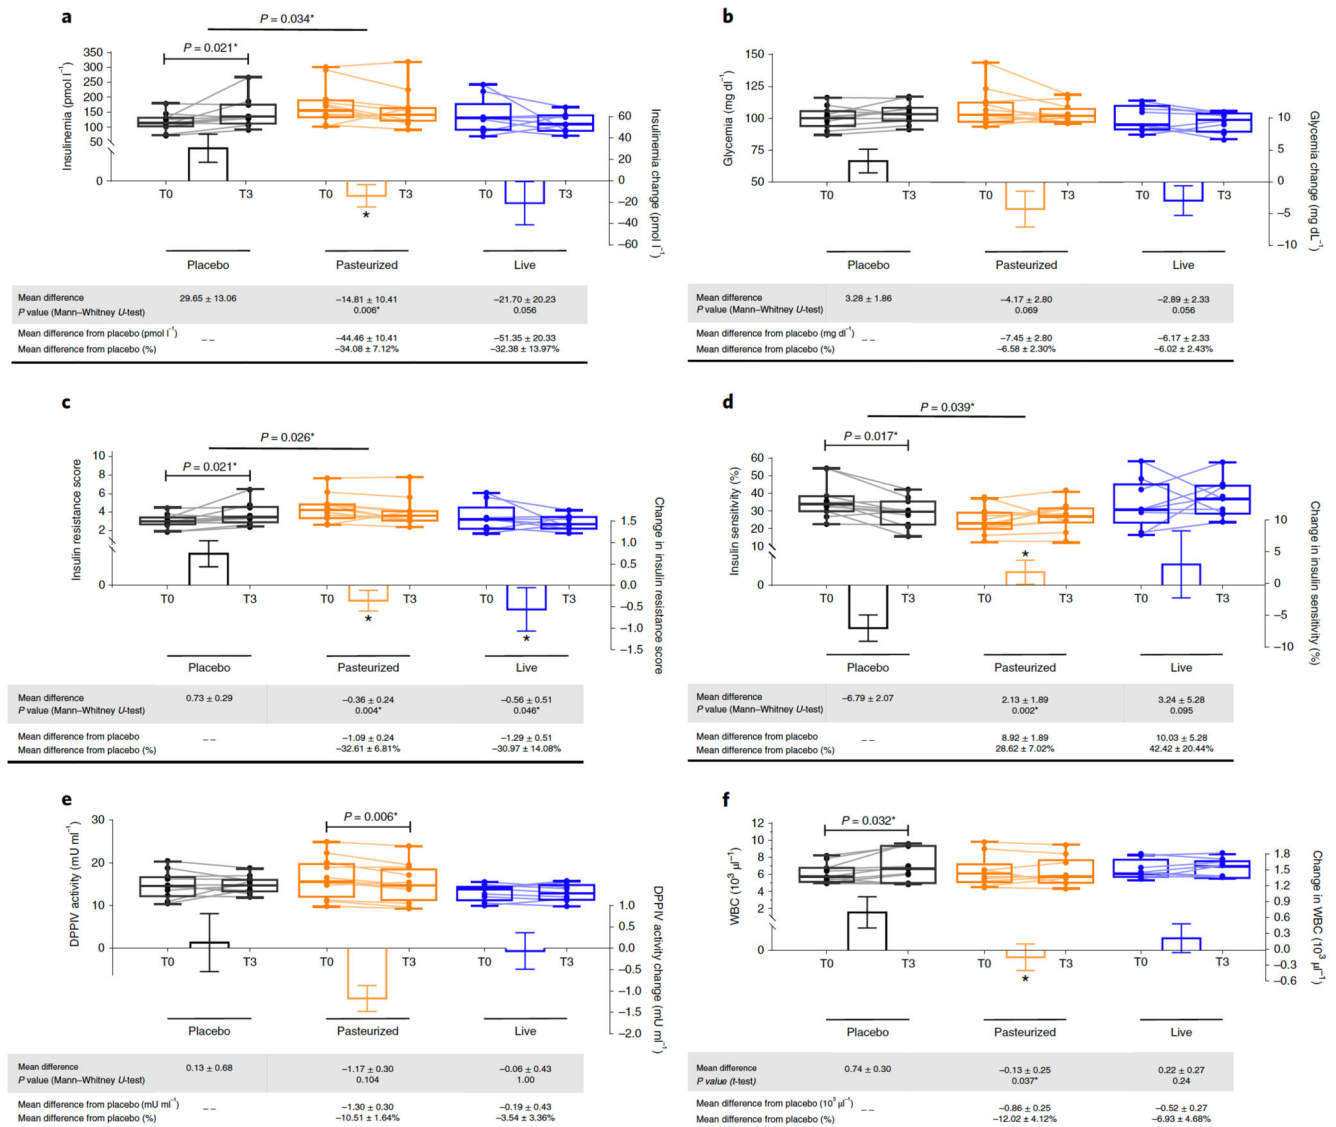 a
P = 0.034*
P = 0.021*
Insulinemia (pmol l⁻¹)
350
300
250
200
150
100
50
0
T0 T3 T0 T3 T0 T3
60
40
20
0
−20
−40
−60
Insulinemia change (pmol l⁻¹)
Placebo Pasteurized Live
*
Mean difference 29.65 ± 13.06 −14.81 ± 10.41 −21.70 ± 20.23
P value (Mann–Whitney U-test) 0.006* 0.056
Mean difference from placebo (pmol l⁻¹) – – −44.46 ± 10.41 −51.35 ± 20.33
Mean difference from placebo (%) −34.08 ± 7.12% −32.38 ± 13.97%
b
Glycemia (mg dl⁻¹)
150
125
100
75
50
T0 T3 T0 T3 T0 T3
10
5
0
−5
−10
Glycemia change (mg dL⁻¹)
Placebo Pasteurized Live
Mean difference 3.28 ± 1.86 −4.17 ± 2.80 −2.89 ± 2.33
P value (Mann–Whitney U-test) 0.069 0.056
Mean difference from placebo (mg dl⁻¹) – – −7.45 ± 2.80 −6.17 ± 2.33
Mean difference from placebo (%) −6.58 ± 2.30% −6.02 ± 2.43%
c
P = 0.026*
P = 0.021*
Insulin resistance score
10
8
6
4
2
0
T0 T3 T0 T3 T0 T3
1.5
1.0
0.5
0.0
−0.5
−1.0
−1.5
Change in insulin resistance score
*
*
Placebo Pasteurized Live
Mean difference 0.73 ± 0.29 −0.36 ± 0.24 −0.56 ± 0.51
P value (Mann–Whitney U-test) 0.004* 0.046*
Mean difference from placebo – – −1.09 ± 0.24 −1.29 ± 0.51
Mean difference from placebo (%) −32.61 ± 6.81% −30.97 ± 14.08%
d
P = 0.039*
P = 0.017*
Insulin sensitivity (%)
60
50
40
30
20
10
0
T0 T3 T0 T3 T0 T3
10
5
0
−5
−10
Change in insulin sensitivity (%)
*
Placebo Pasteurized Live
Mean difference −6.79 ± 2.07 2.13 ± 1.89 3.24 ± 5.28
P value (Mann–Whitney U-test) 0.002* 0.095
Mean difference from placebo – – 8.92 ± 1.89 10.03 ± 5.28
Mean difference from placebo (%) 28.62 ± 7.02% 42.42 ± 20.44%
e
P = 0.006*
DPPIV activity (mU ml⁻¹)
30
20
10
0
T0 T3 T0 T3 T0 T3
1.0
0.5
0.0
−0.5
−1.0
−1.5
−2.0
DPPIV activity change (mU ml⁻¹)
Placebo Pasteurized Live
Mean difference 0.13 ± 0.68 −1.17 ± 0.30 −0.06 ± 0.43
P value (Mann–Whitney U-test) 0.104 1.00
Mean difference from placebo (mU ml⁻¹) – – −1.30 ± 0.30 −0.19 ± 0.43
Mean difference from placebo (%) −10.51 ± 1.64% −3.54 ± 3.36%
f
P = 0.032*
WBC (10³ µl⁻¹)
12
10
8
6
4
2
0
T0 T3 T0 T3 T0 T3
1.8
1.5
1.2
0.9
0.6
0.3
0.0
−0.3
−0.6
Change in WBC (10³ µl⁻¹)
*
Placebo Pasteurized Live
Mean difference 0.74 ± 0.30 −0.13 ± 0.25 0.22 ± 0.27
P value (t-test) 0.037* 0.24
Mean difference from placebo (10³ µl⁻¹) – – −0.86 ± 0.25 −0.52 ± 0.27
Mean difference from placebo (%) −12.02 ± 4.12% −6.93 ± 4.68%